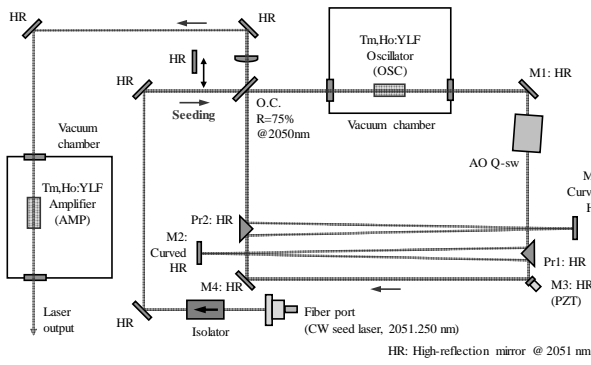 HR
HR
Tm,Ho:YLF
Oscillator
(OSC)
HR
HR
M1: HR
O.C.
R=75%
@2050nm
Seeding
Vacuum chamber
Vacuum
chamber
AO Q-sw
Tm,Ho:YLF
Amplifier
(AMP)
M
Curv
H
Pr2: HR
M2:
Curved
HR
Pr1: HR
M4: HR
M3: HR
(PZT)
HR
Laser
output
Isolator
Fiber port
(CW seed laser, 2051.250 nm)
HR: High-reflection mirror @ 2051 nm